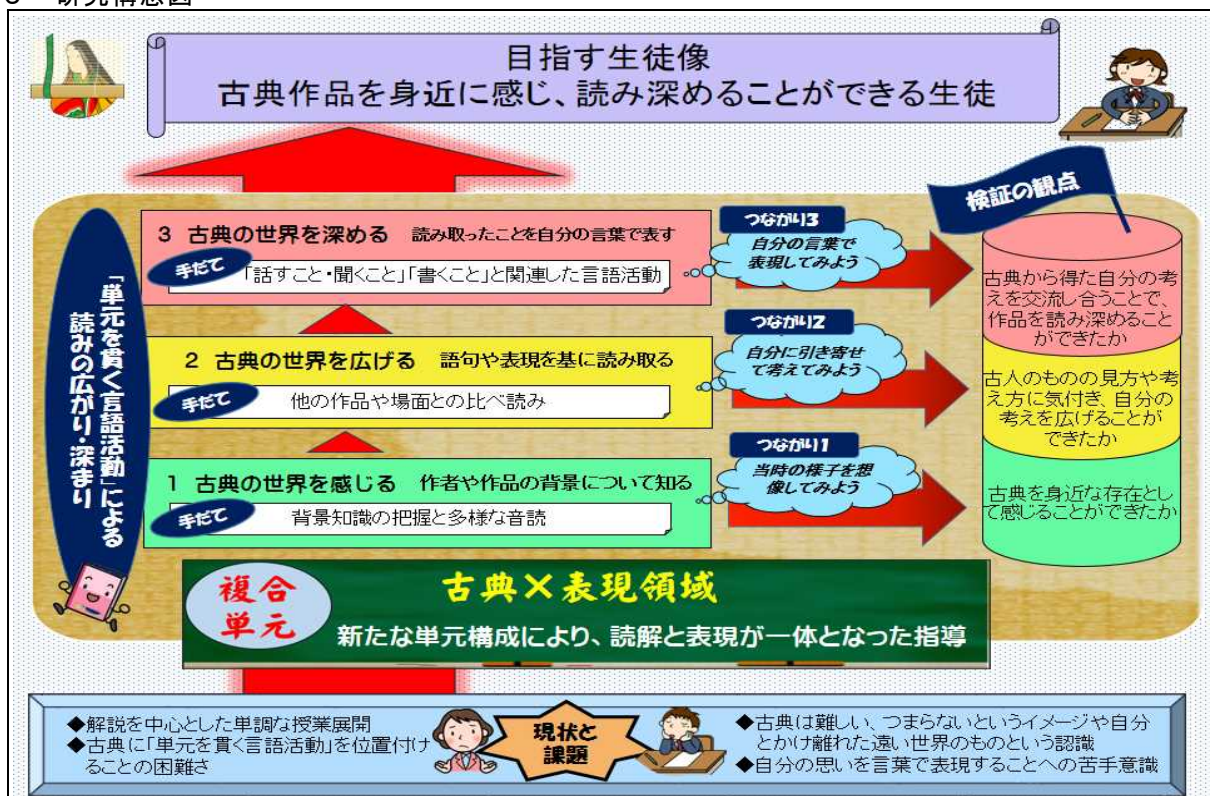 ３　研究構想図
目指す生徒像
古典作品を身近に感じ、読み深めることができる生徒
検証の観点
「単元を貫く言語活動」による
読みの広がり・深まり
３ 古典の世界を深める　読み取ったことを自分の言葉で表す
手だて
「話すこと・聞くこと」「書くこと」と関連した言語活動
つながり3
自分の言葉で
表現してみよう
古典から得た自分の考
えを交流し合うことで、
作品を読み深めること
ができたか
２ 古典の世界を広げる　語句や表現を基に読み取る
手だて
他の作品や場面との比べ読み
つながり2
自分に引き寄せ
て考えてみよう
古人のものの見方や考
え方に気付き、自分の
考えを広げることが
できたか
１ 古典の世界を感じる　作者や作品の背景について知る
手だて
背景知識の把握と多様な音読
つながり1
当時の様子を想
像してみよう
古典を身近な存在とし
て感じることができたか
複合
単元
古典×表現領域
新たな単元構成により、読解と表現が一体となった指導
◆解説を中心とした単調な授業展開
◆古典に「単元を貫く言語活動」を位置付け
ることの困難さ
現状と
課題
◆古典は難しい、つまらないというイメージや自分
とかけ離れた遠い世界のものという認識
◆自分の思いを言葉で表現することへの苦手意識